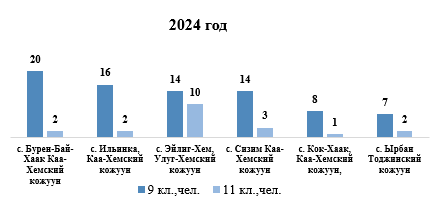 2024 год
20
2
16
2
14
10
14
3
8
1
7
2
с. Бурен-Бай-
Хаак Каа-
Хемский
кожуун
с. Ильинка,
Каа-Хемский
кожуун
с. Эйлиг-Хем,
Улуг-Хемский
кожуун
с. Сизим Каа-
Хемский
кожуун
с. Кок-Хаак,
Каа-Хемский
кожуун,
с. Ырбан
Тоджинский
кожуун
9 кл.,чел.
11 кл.,чел.